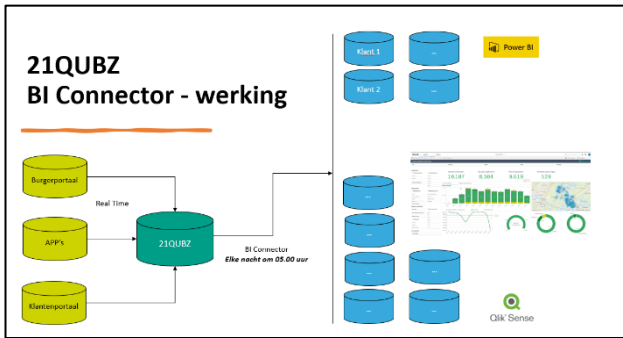 21QUBZ
BI Connector - werking
Burgerportaal
Real Time
APP's
21QUBZ
Klantenportaal
BI Connector
Elke nacht om 05.00 uur
Klant 1
...
Klant 2
...
Power BI
...
...
...
...
...
...
Qlik Sense